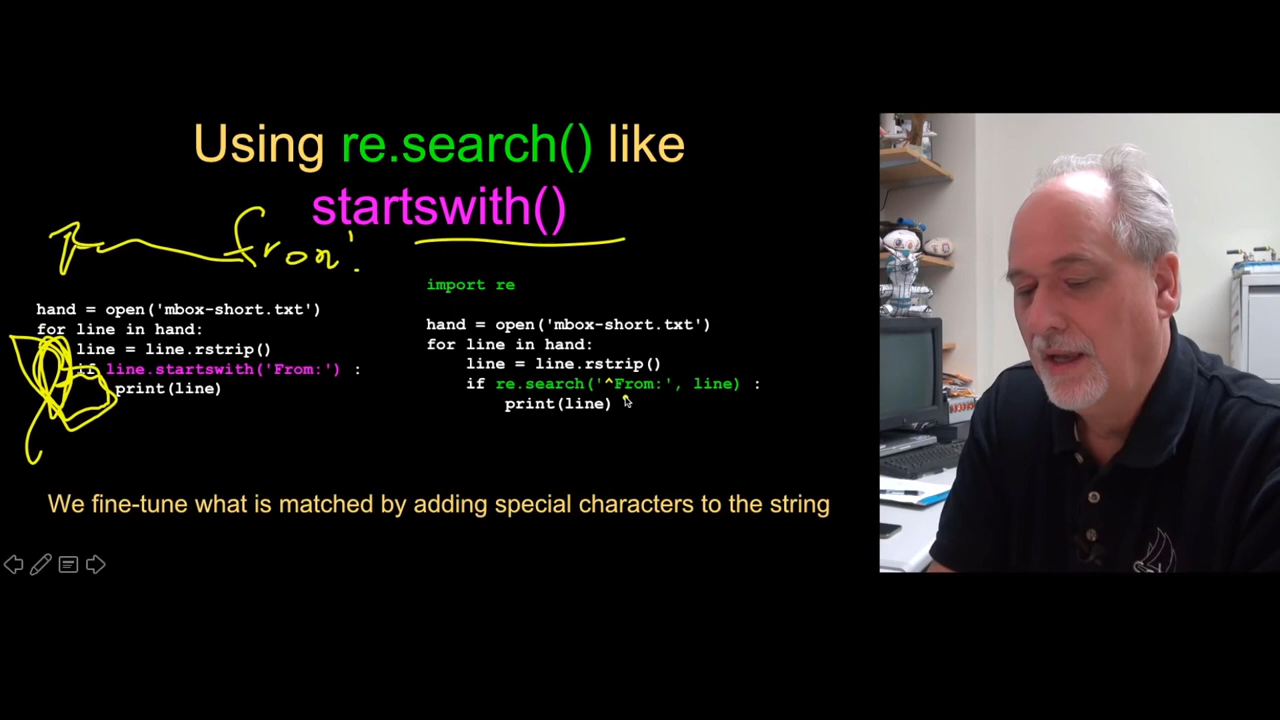 Using re.search() like
startswith()
from:
import re
hand = open('mbox-short.txt')
for line in hand:
line = line.rstrip()
if line.startswith('From:') :
print(line)
hand = open('mbox-short.txt')
for line in hand:
line = line.rstrip()
if re.search('^From:', line) :
print(line)
We fine-tune what is matched by adding special characters to the string